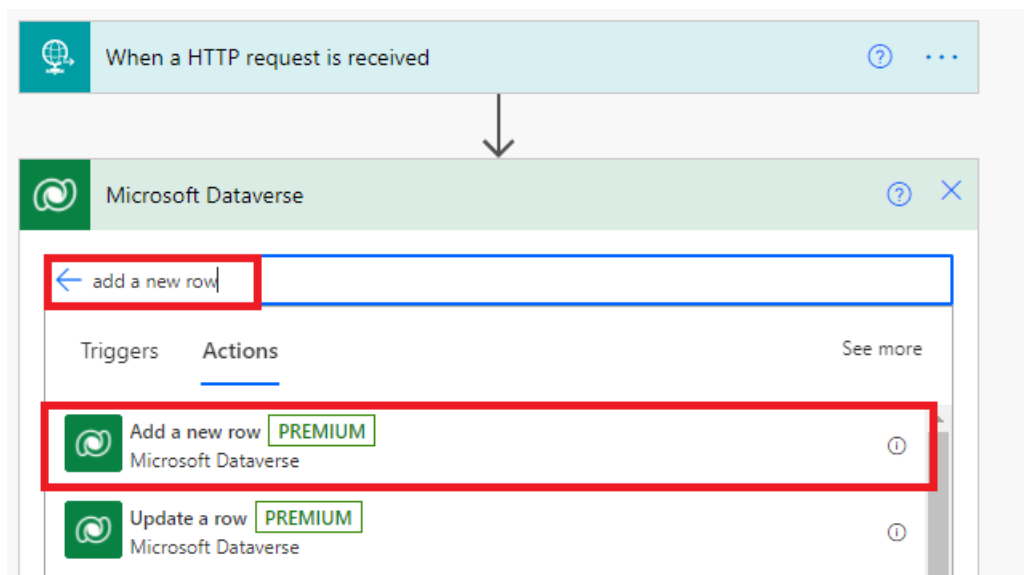 When a HTTP request is received
Microsoft Dataverse
add a new row
Triggers Actions See more
Add a new row PREMIUM
Microsoft Dataverse
Update a row PREMIUM
Microsoft Dataverse